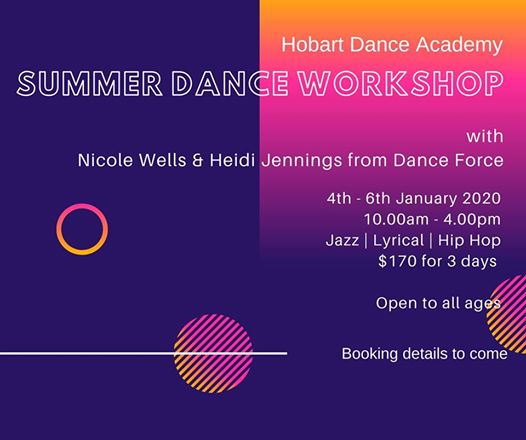 Hobart Dance Academy
SUMMER DANCE WORKSHOP
with
Nicole Wells & Heidi Jennings from Dance Force
4th - 6th January 2020
10.00am - 4.00pm
Jazz | Lyrical | Hip Hop
$170 for 3 days
Open to all ages
Booking details to come